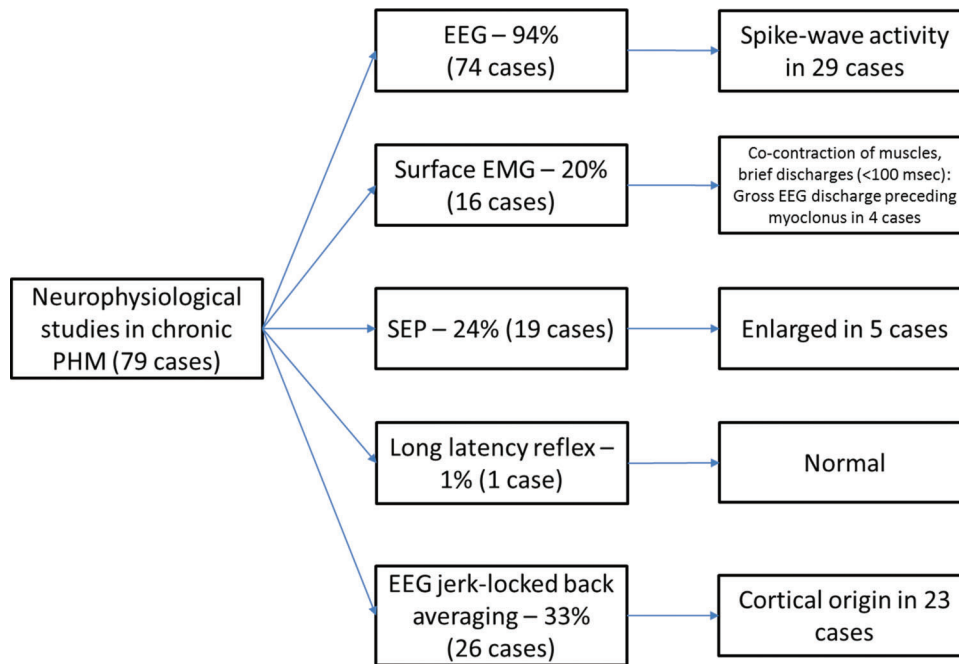 EEG – 94%
(74 cases)
Spike-wave activity
in 29 cases
Surface EMG – 20%
(16 cases)
Co-contraction of muscles,
brief discharges (<100 msec):
Gross EEG discharge preceding
myoclonus in 4 cases
Neurophysiological
studies in chronic
PHM (79 cases)
SEP – 24% (19 cases)
Enlarged in 5 cases
Long latency reflex –
1% (1 case)
Normal
EEG jerk-locked back
averaging – 33%
(26 cases)
Cortical origin in 23
cases